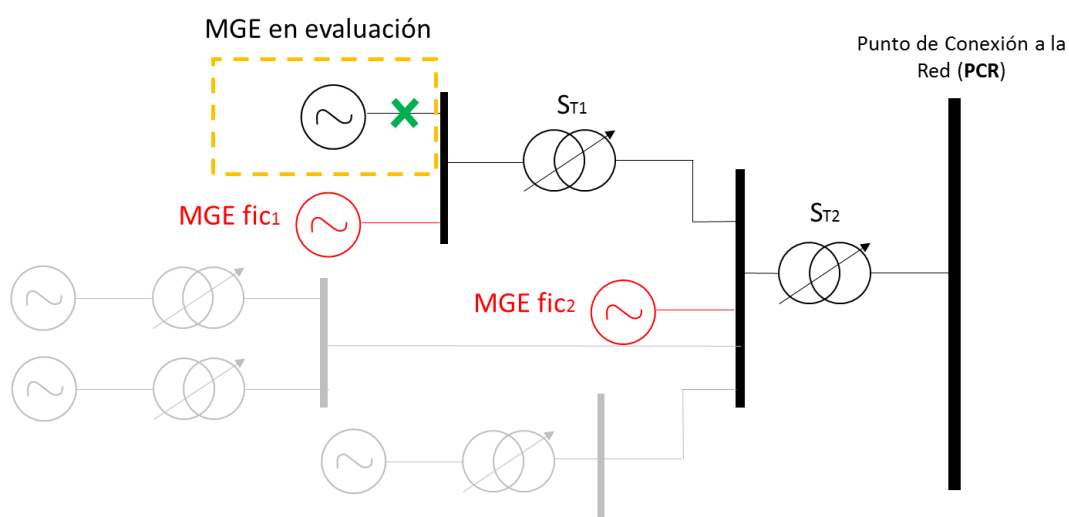 MGE en evaluación
Punto de Conexión a la
Red (PCR)
ST1
MGE fic1
ST2
MGE fic2